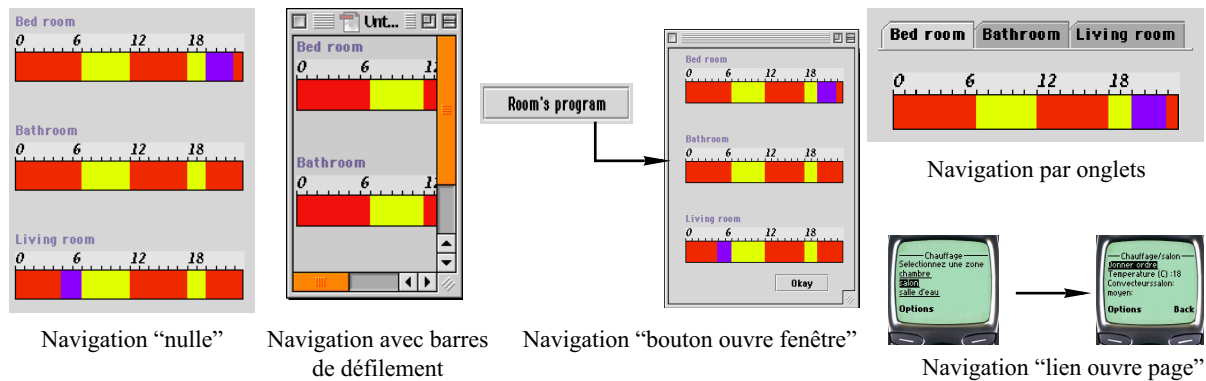 Bed room
0 6 12 18
Bathroom
0 6 12 18
Living room
0 6 12 18
Navigation “nulle”
Unt...
Bed room
0 6 12
Bathroom
0 6
Navigation avec barres
de défilement
Room's program
Bed room
0 6 12 18
Bathroom
0 6 12 18
Living room
0 6 12 18
Okay
Navigation “bouton ouvre fenêtre”
Bed room Bathroom Living room
0 6 12 18
Navigation par onglets
Chauffage
Selectionnez une zone
chambre
salon
salle d'eau
Options
Chauffage/salon
Donner ordre
Temperature (C) :18
Convecteurssalon:
moyen:
Options Back
Navigation “lien ouvre page”